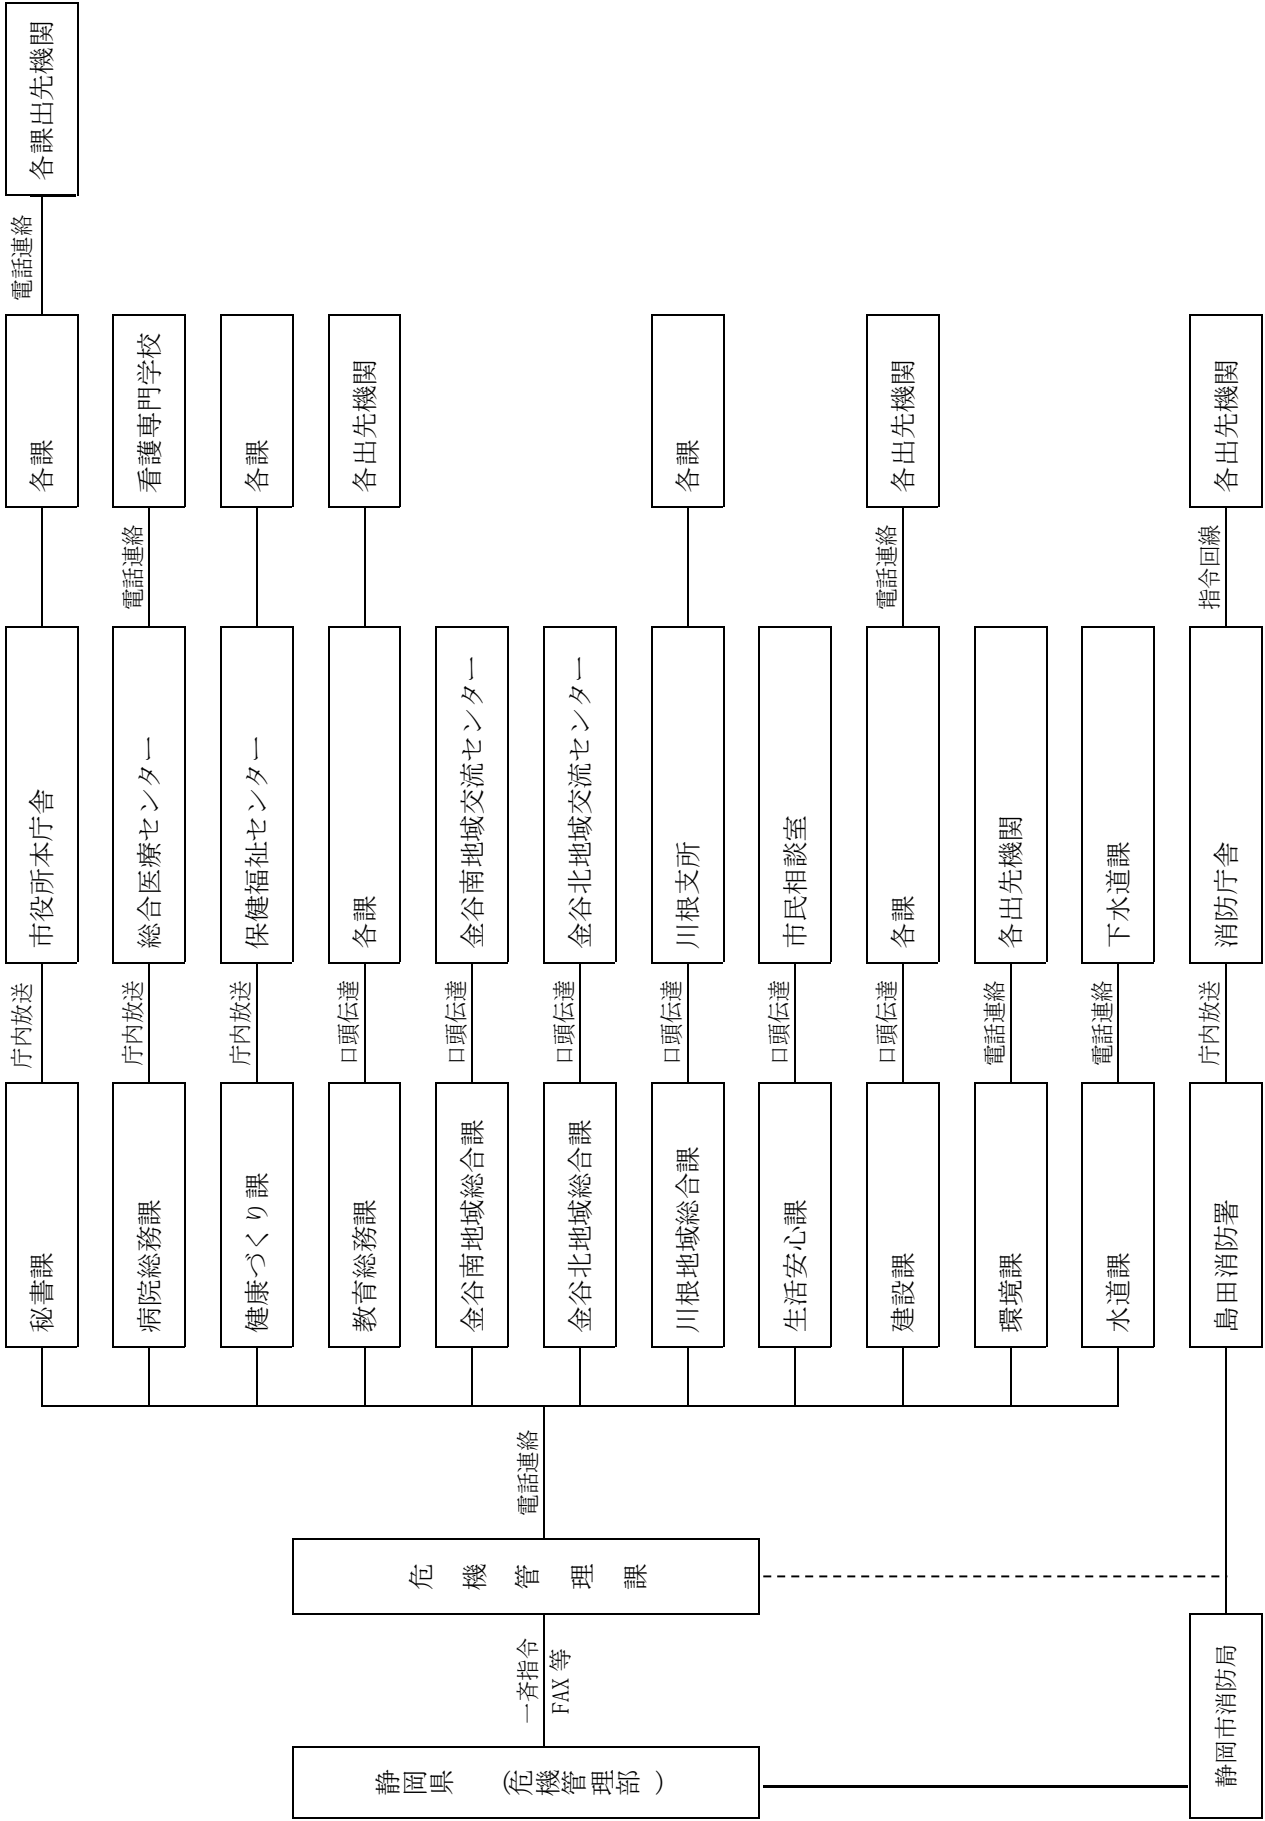 静岡県 （危機管理部）
一斉指令
FAX 等
危機管理課
電話連絡
秘書課
庁内放送
市役所本庁舎
各課
電話連絡
各課出先機関
病院総務課
庁内放送
総合医療センター
電話連絡
看護専門学校
健康づくり課
庁内放送
保健福祉センター
各課
教育総務課
口頭伝達
各課
各出先機関
金谷南地域総合課
口頭伝達
金谷南地域交流センター
金谷北地域総合課
口頭伝達
金谷北地域交流センター
川根地域総合課
口頭伝達
川根支所
各課
生活安心課
口頭伝達
市民相談室
建設課
口頭伝達
各課
電話連絡
各出先機関
環境課
電話連絡
各出先機関
水道課
電話連絡
下水道課
静岡市消防局
島田消防署
庁内放送
消防庁舎
指令回線
各出先機関